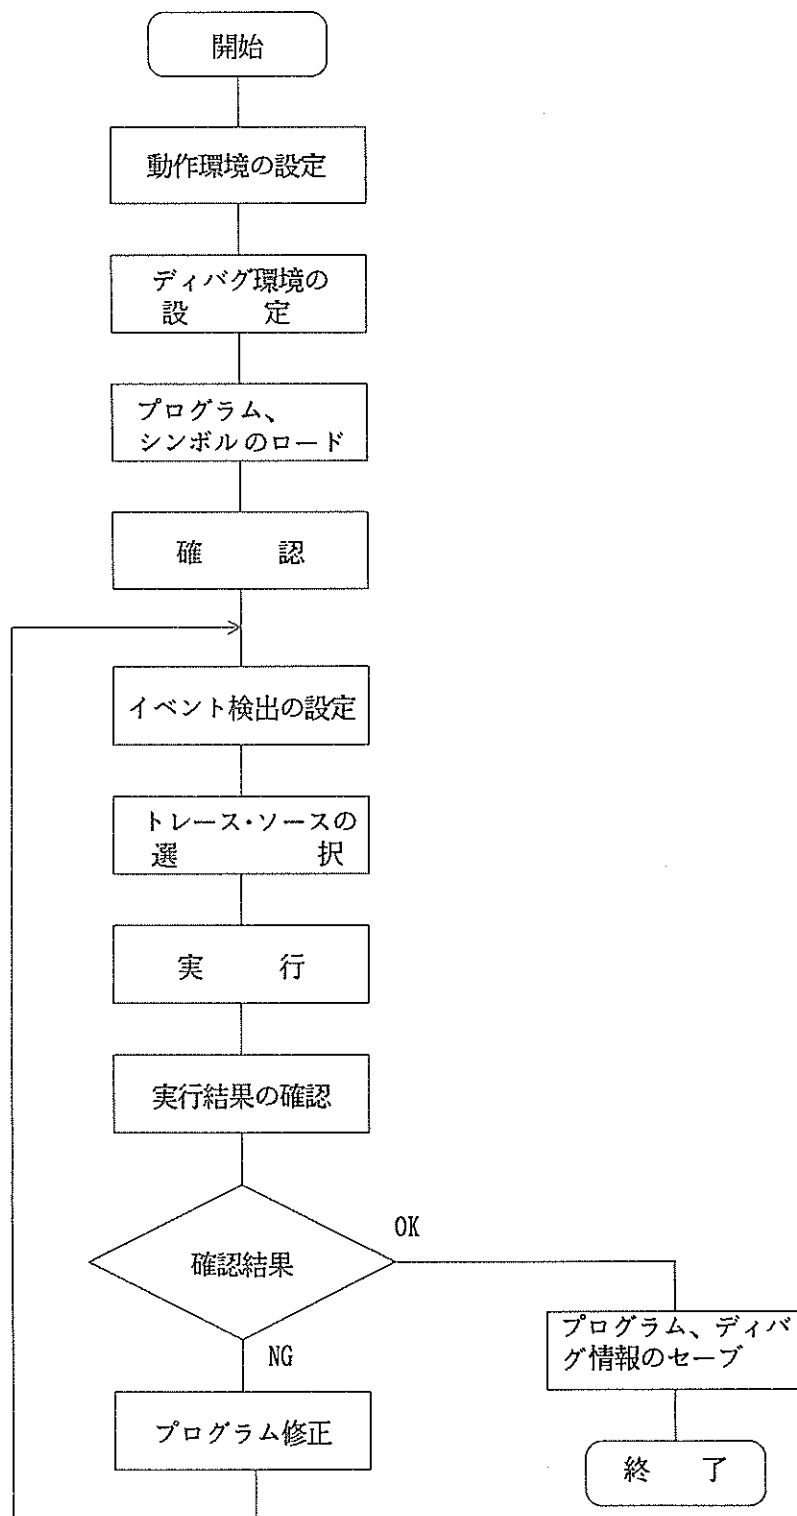 開始
動作環境の設定
ディバグ環境の
設　　　定
プログラム、
シンボルのロード
確　　　認
イベント検出の設定
トレース・ソースの
選　　　　　択
実　　　行
実行結果の確認
確認結果
OK
プログラム、ディバ
グ情報のセーブ
NG
プログラム修正
終　　了